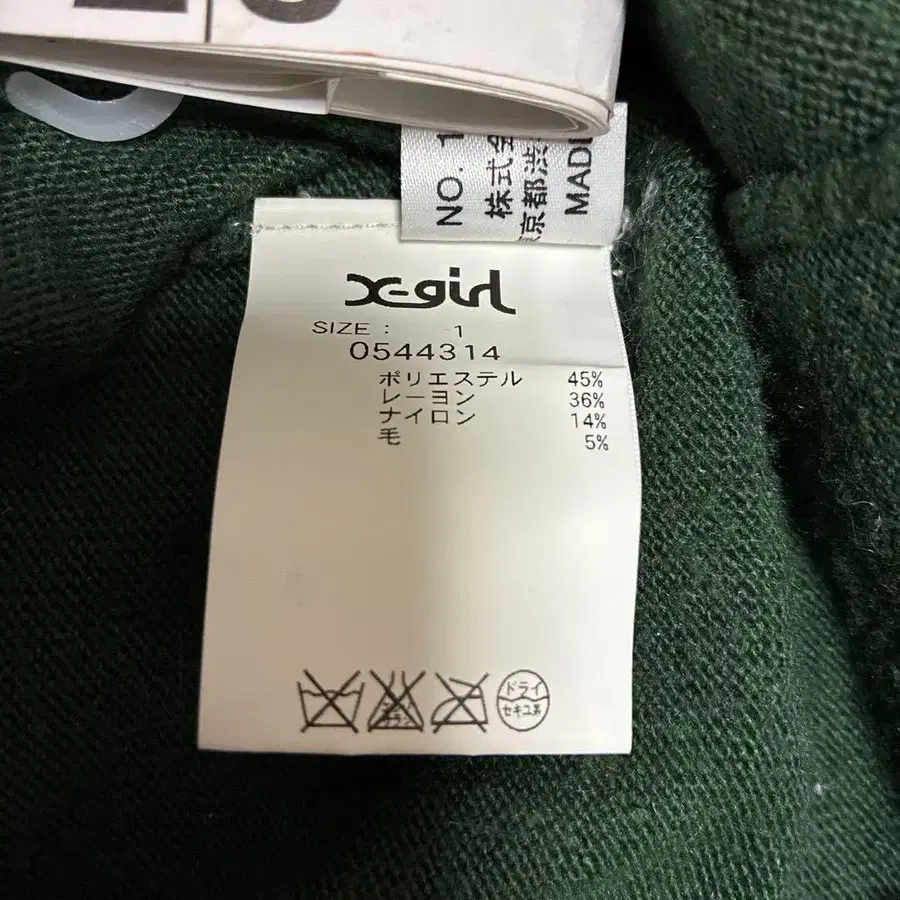 NO. 1
株式会
京都渋
MADE
X-girl
SIZE : 1
0544314
ポリエステル 45%
レーヨン 36%
ナイロン 14%
毛 5%
ドライ
セキユ系